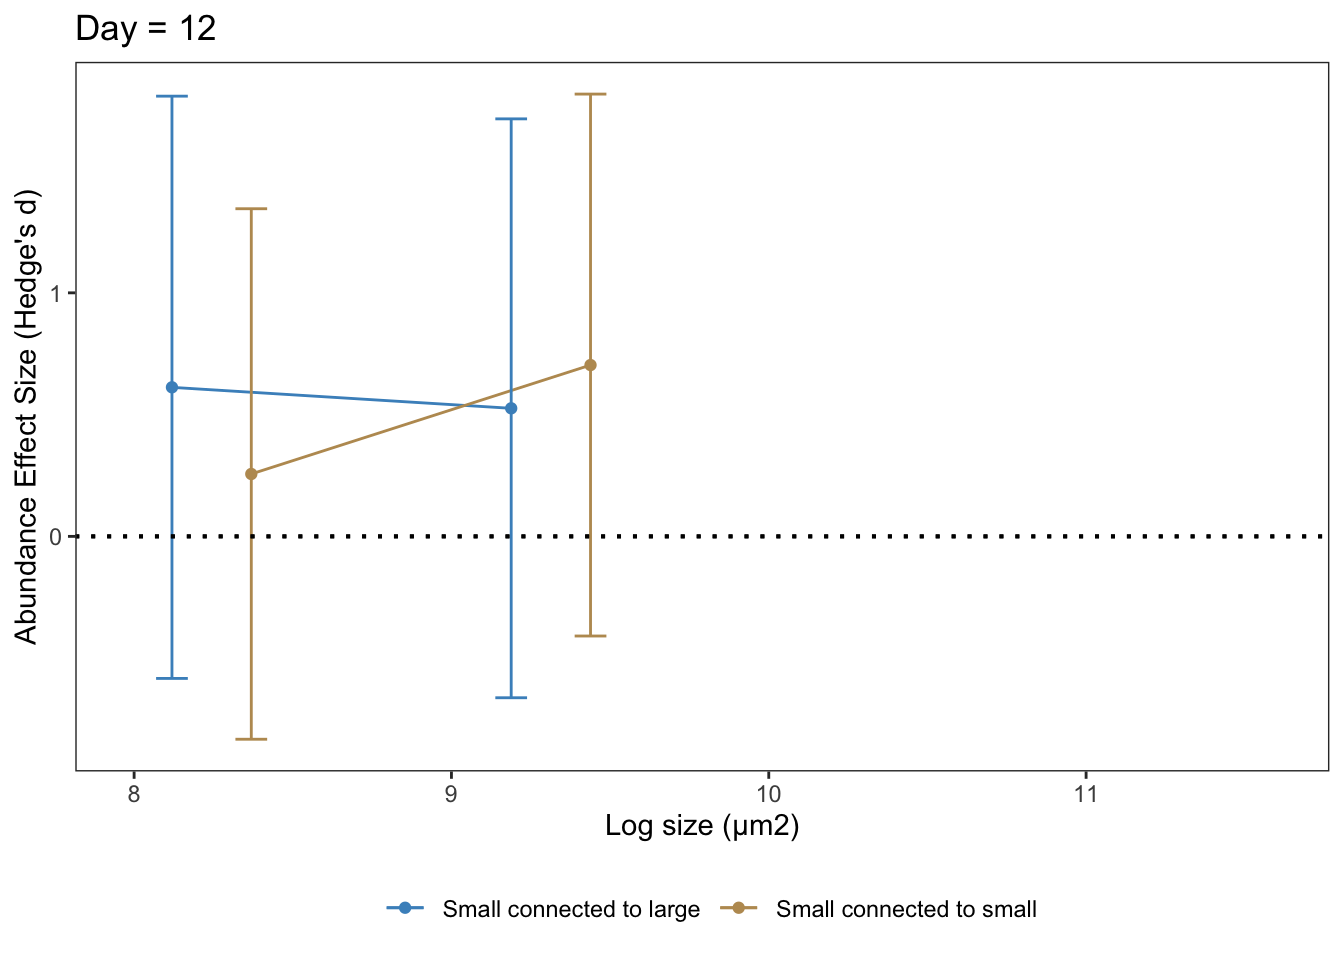 Day = 12
Abundance Effect Size (Hedge's d)
1
0
8 9 10 11
Log size (μm2)
Small connected to large Small connected to small